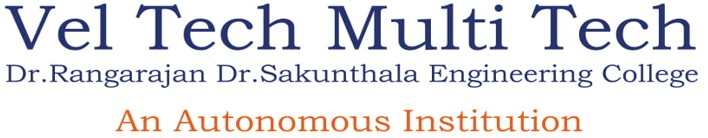 Vel Tech Multi Tech
Dr.Rangarajan Dr.Sakunthala Engineering College
An Autonomous Institution